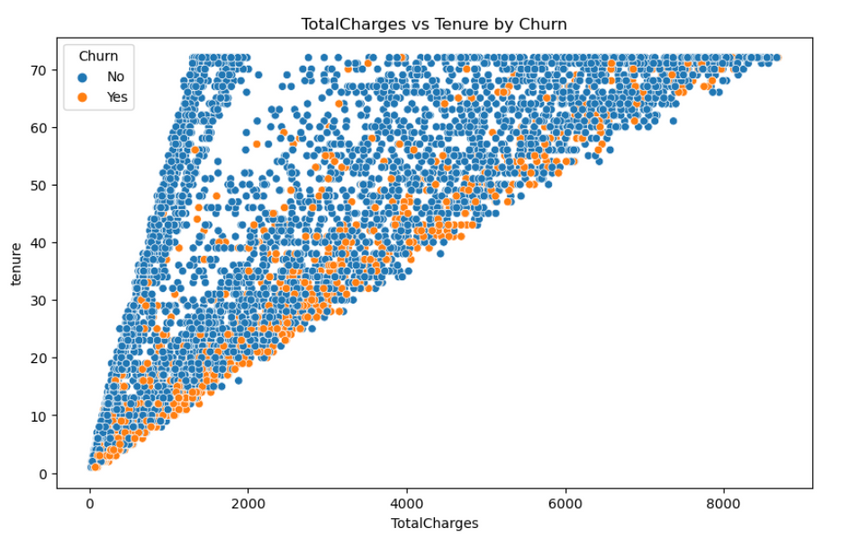 TotalCharges vs Tenure by Churn
Churn
No
Yes
70
60
50
40
30
20
10
0
tenure
0 2000 4000 6000 8000
TotalCharges